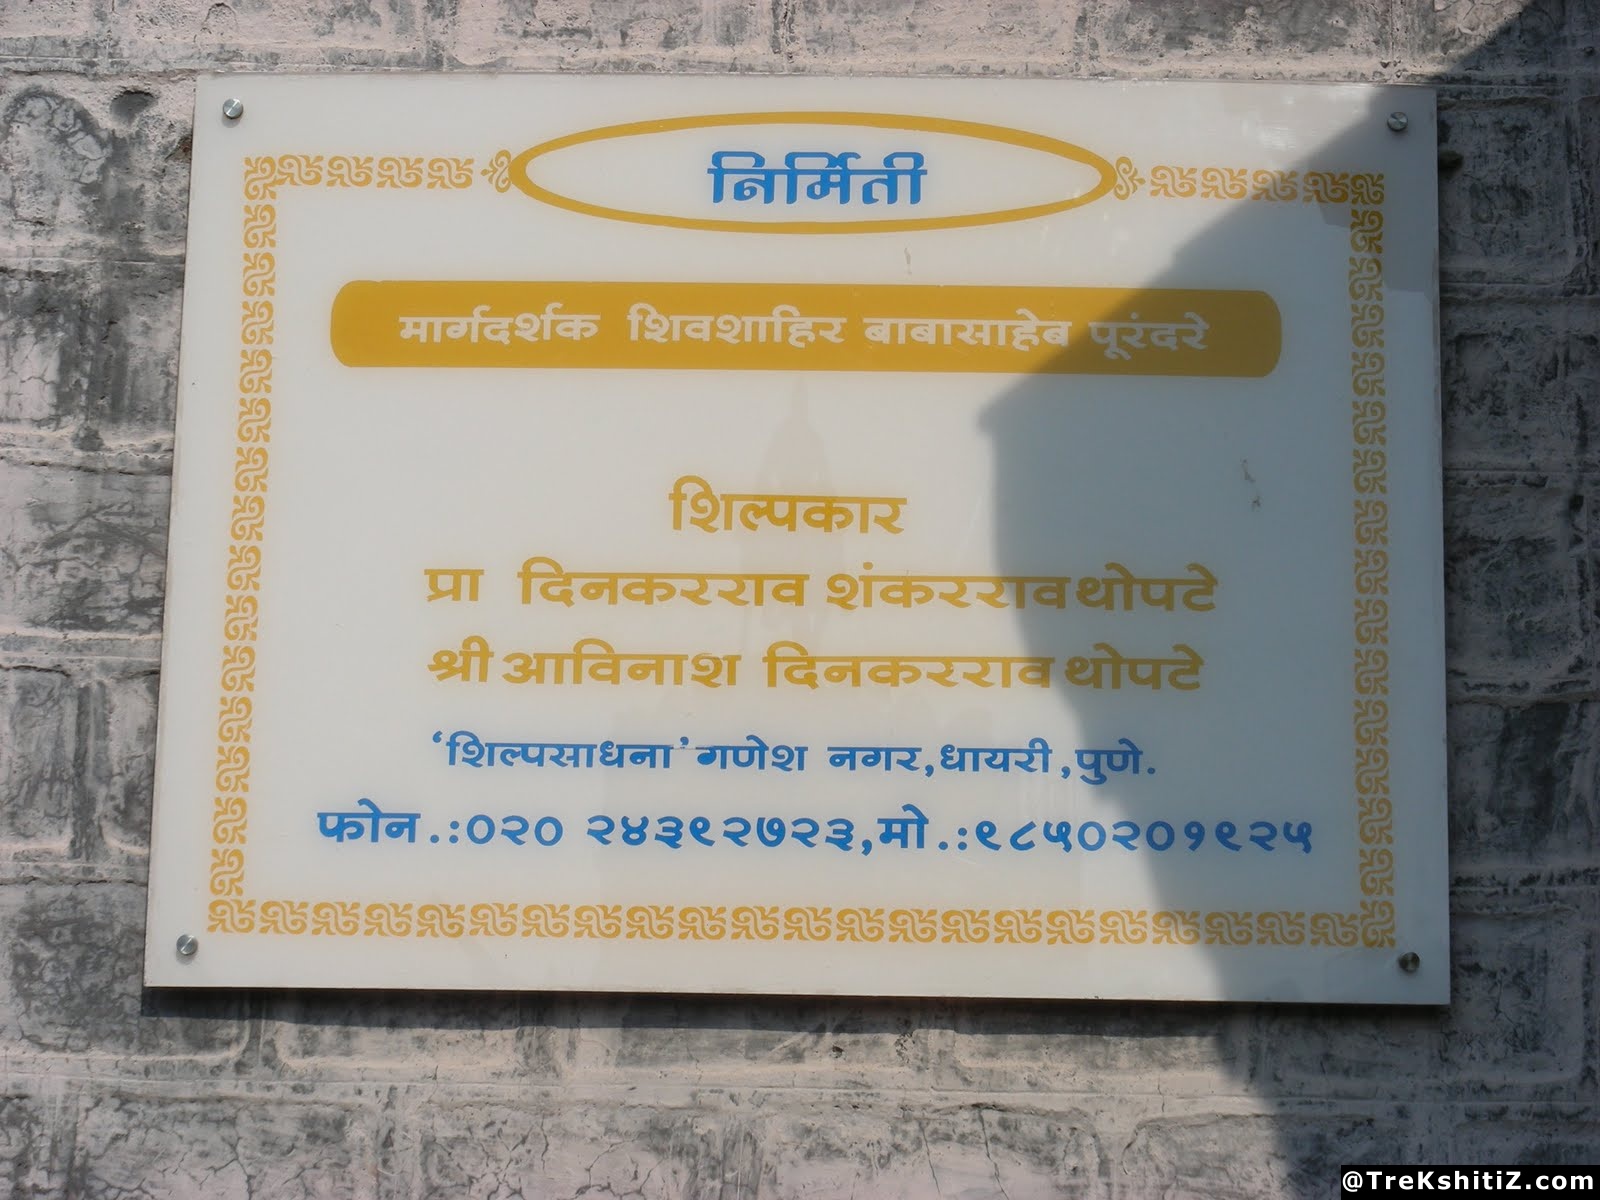 निर्मिती
मार्गदर्शक शिवशाहिर बाबासाहेब पूरंदरे
शिल्पकार
प्रा दिनकरराव शंकरराव थोपटे
श्री आविनाश दिनकरराव थोपटे
‘शिल्पसाधना’ गणेश नगर,धायरी,पुणे.
फोन.:०२० २४३९२७२३,मो.:९८५०२०१९२५
@TreKshitiZ.com